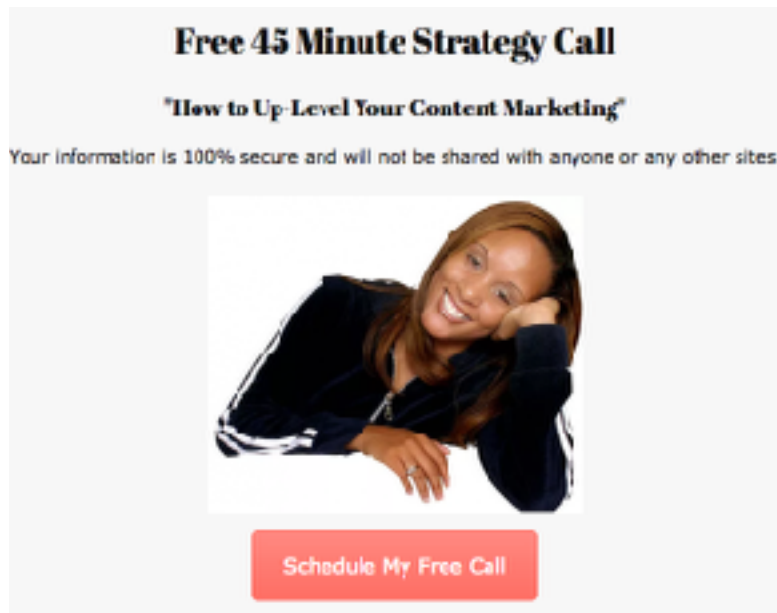 Free 45 Minute Strategy Call
"How to Up-Level Your Content Marketing"
Your information is 100% secure and will not be shared with anyone or any other sites
Schedule My Free Call